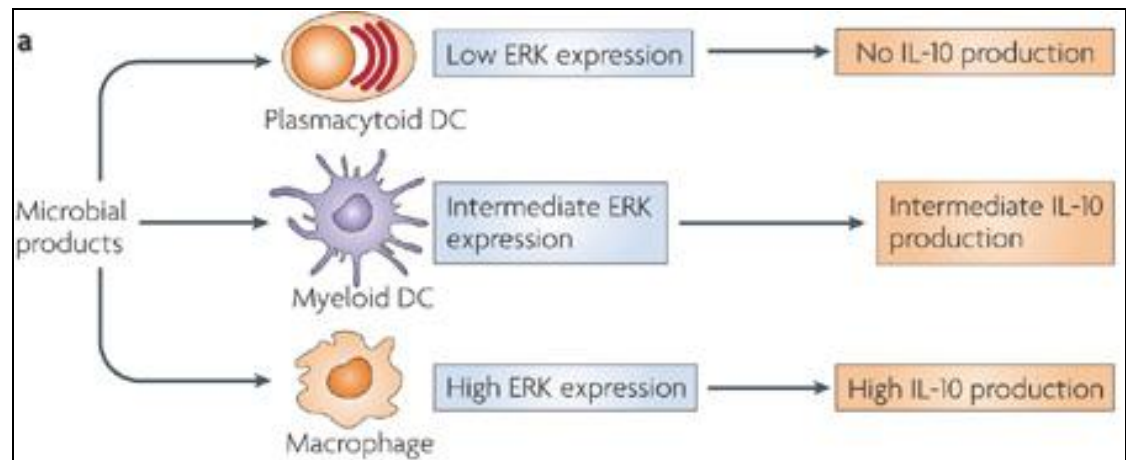 a
Low ERK expression
No IL-10 production
Plasmacytoid DC
Microbial
products
Intermediate ERK
expression
Intermediate IL-10
production
Myeloid DC
High ERK expression
High IL-10 production
Macrophage